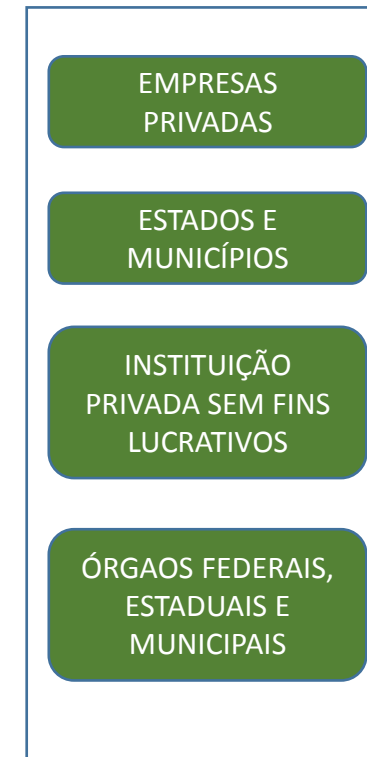 EMPRESAS
PRIVADAS
ESTADOS E
MUNICÍPIOS
INSTITUIÇÃO
PRIVADA SEM FINS
LUCRATIVOS
ÓRGAOS FEDERAIS,
ESTADUAIS E
MUNICIPAIS